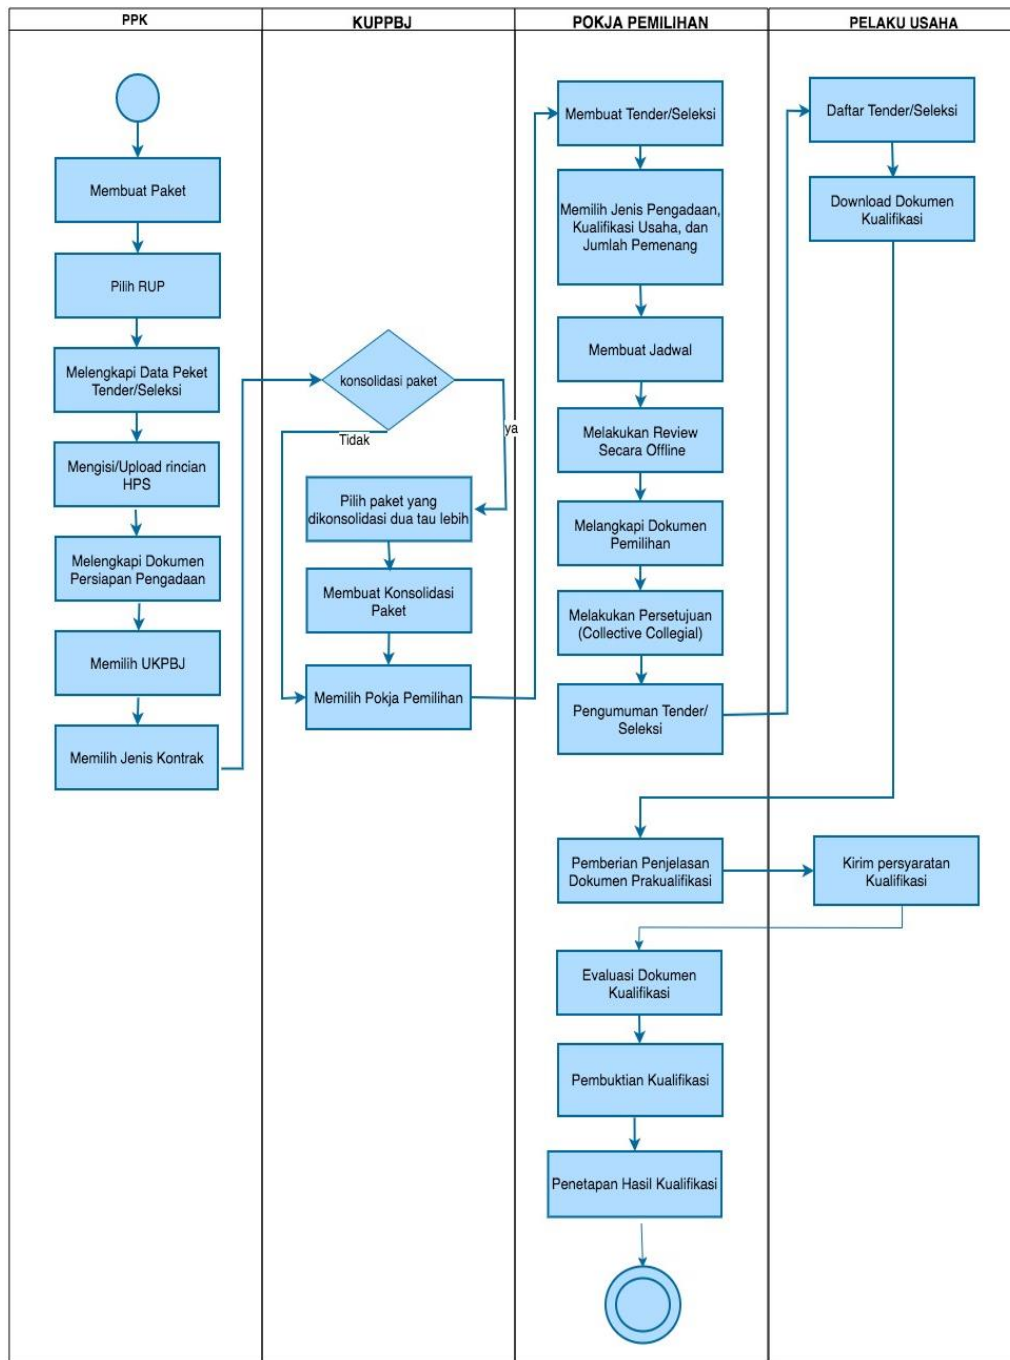 PPK
KUPPBJ
POKJA PEMILIHAN
PELAKU USAHA
Membuat Paket
Pilih RUP
Melengkapi Data Peket
Tender/Seleksi
Mengisi/Upload rincian
HPS
Melengkapi Dokumen
Persiapan Pengadaan
Memilih UKPBJ
Memilih Jenis Kontrak
konsolidasi paket
Tidak
ya
Pilih paket yang
dikonsolidasi dua tau lebih
Membuat Konsolidasi
Paket
Memilih Pokja Pemilihan
Membuat Tender/Seleksi
Memilih Jenis Pengadaan,
Kualifikasi Usaha, dan
Jumlah Pemenang
Membuat Jadwal
Melakukan Review
Secara Offline
Melangkapi Dokumen
Pemilihan
Melakukan Persetujuan
(Collective Collegial)
Pengumuman Tender/
Seleksi
Daftar Tender/Seleksi
Download Dokumen
Kualifikasi
Pemberian Penjelasan
Dokumen Prakualifikasi
Kirim persyaratan
Kualifikasi
Evaluasi Dokumen
Kualifikasi
Pembuktian Kualifikasi
Penetapan Hasil Kualifikasi